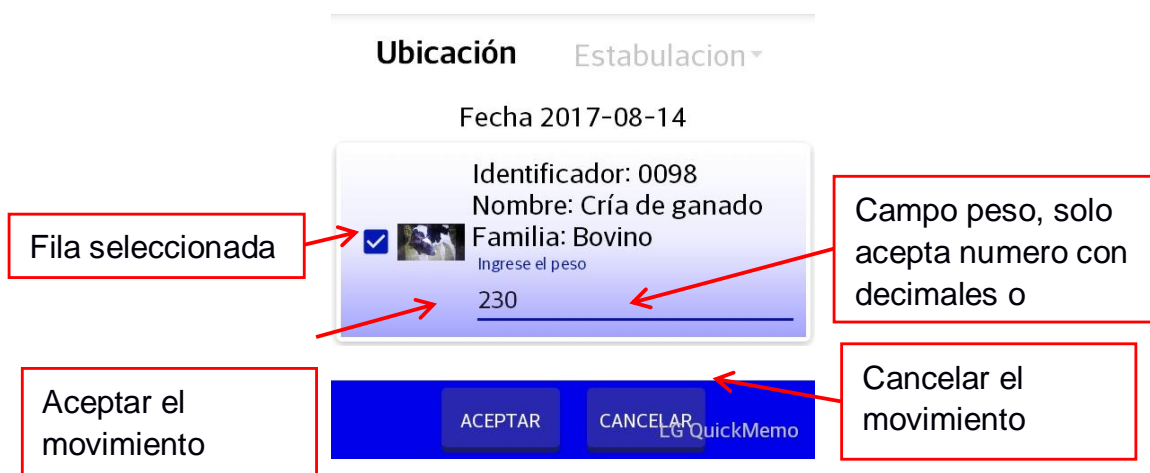 Ubicación Estabulacion
Fecha 2017-08-14
Identificador: 0098
Nombre: Cría de ganado
Familia: Bovino
Ingrese el peso
230
Fila seleccionada
Campo peso, solo
acepta numero con
decimales o
Aceptar el
movimiento
ACEPTAR CANCELAR
LG QuickMemo
Cancelar el
movimiento